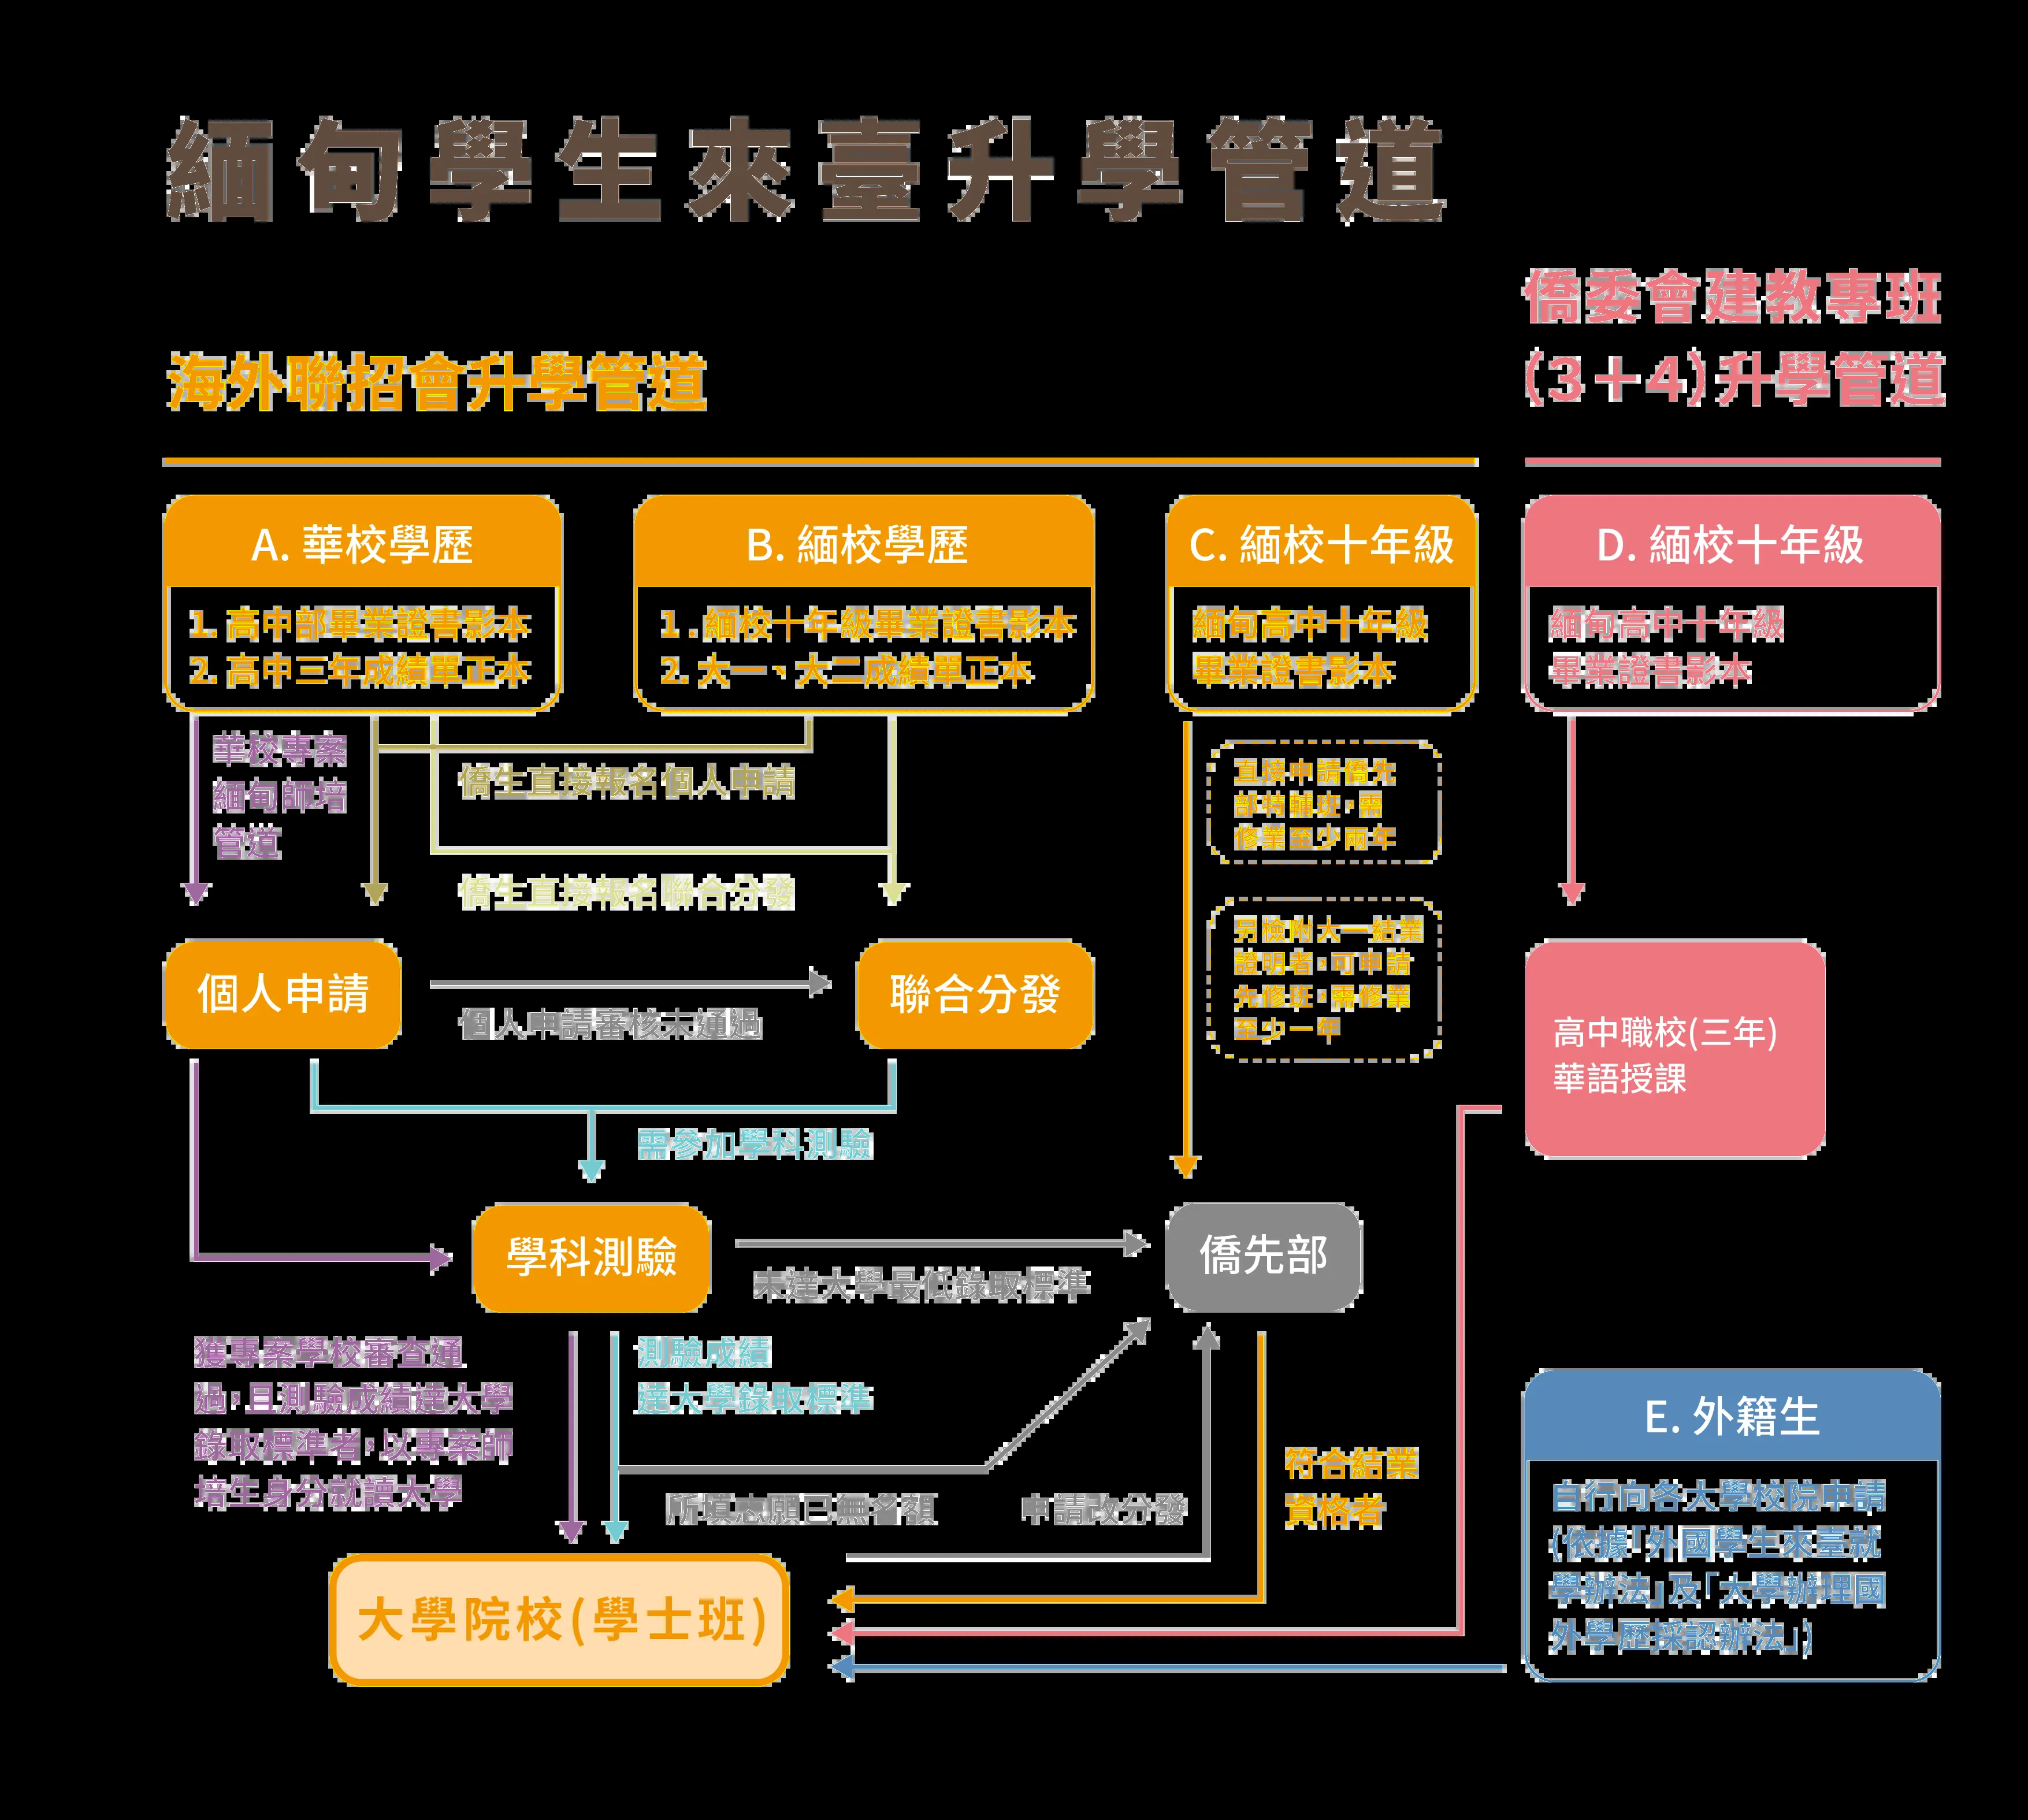 緬甸學生來臺升學管道
海外聯招會升學管道
僑委會建教專班
(3+4)升學管道
A. 華校學歷
1. 高中部畢業證書影本
2. 高中三年成績單正本
B. 緬校學歷
1. 緬校十年級畢業證書影本
2. 大一、大二成績單正本
C. 緬校十年級
緬甸高中十年級
畢業證書影本
D. 緬校十年級
緬甸高中十年級
畢業證書影本
華校專案
緬甸師培
管道
僑生直接報名個人申請
僑生直接報名聯合分發
直接申請僑先
部特輔班，需
修業至少兩年
另檢附大一結業
證明者，可申請
先修班，需修業
至少一年
個人申請
個人申請審核未通過
聯合分發
高中職校(三年)
華語授課
需參加學科測驗
學科測驗
未達大學最低錄取標準
僑先部
獲專案學校審查通
過，且測驗成績達大學
錄取標準者，以專案師
培生身分就讀大學
測驗成績
達大學錄取標準
所填志願已無名額
申請改分發
符合結業
資格者
E. 外籍生
自行向各大學校院申請
(依據「外國學生來臺就
學辦法」及「大學辦理國
外學歷採認辦法」)
大學院校(學士班)